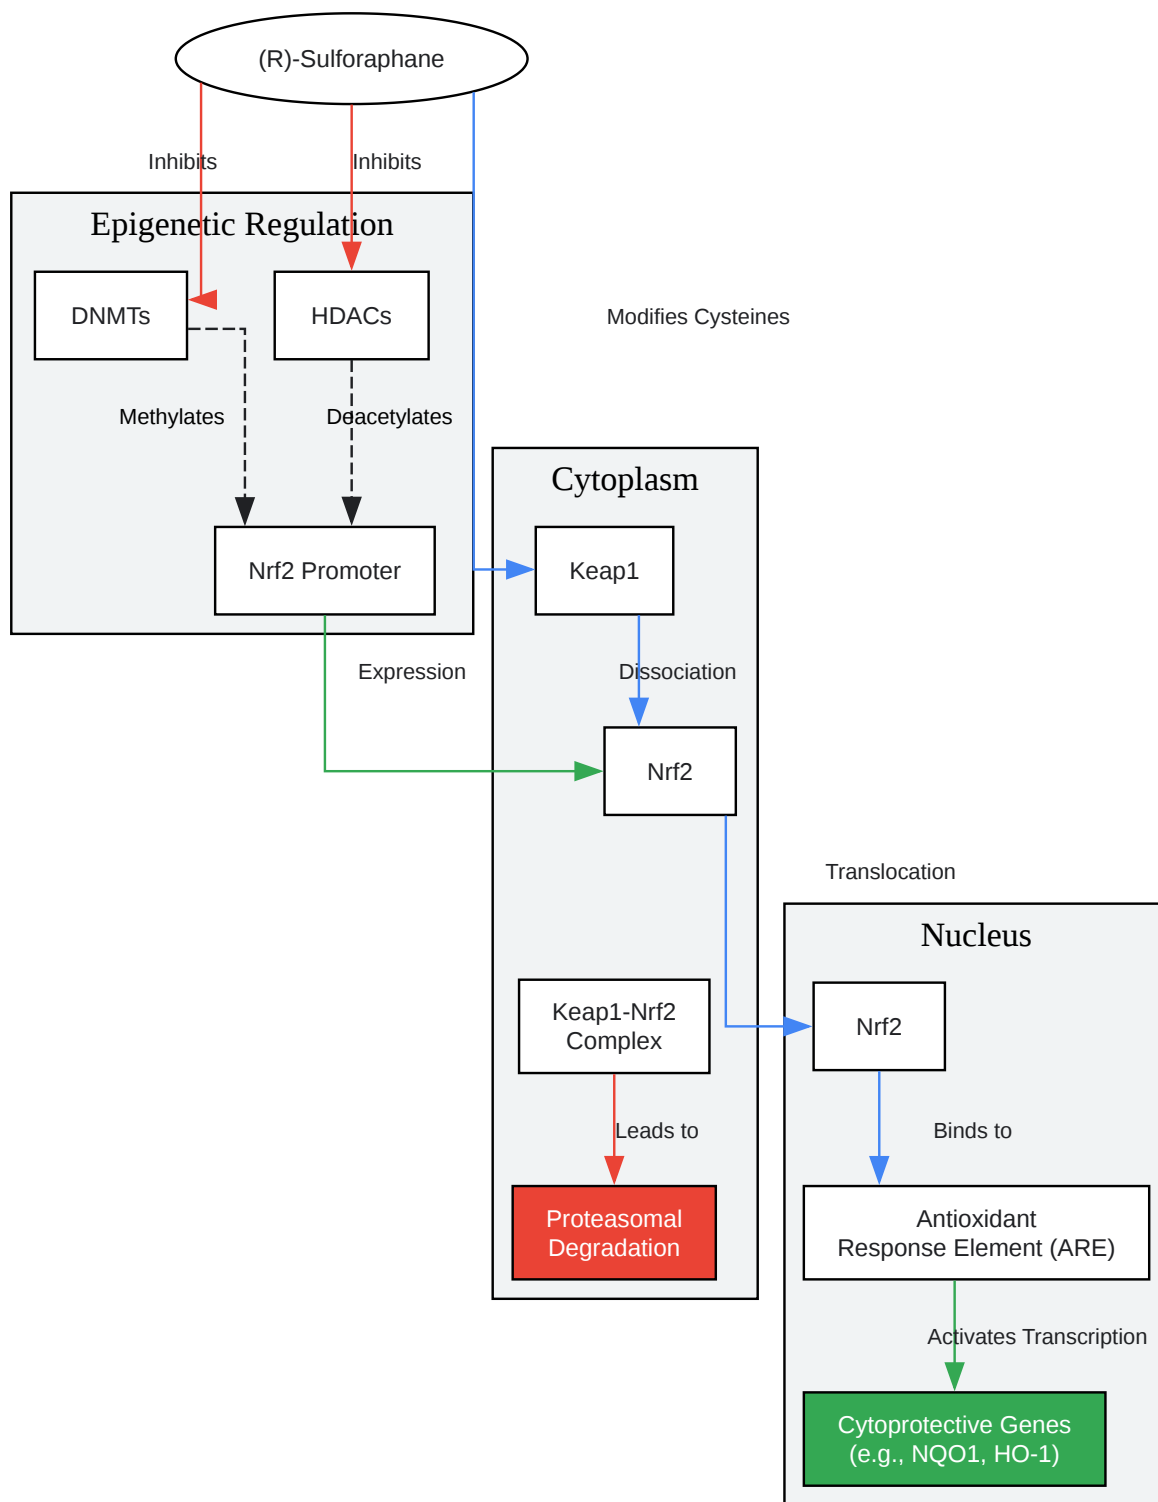 (R)-Sulforaphane
Inhibits
Inhibits
Epigenetic Regulation
DNMTs
HDACs
Modifies Cysteines
Methylates
Deacetylates
Cytoplasm
Nrf2 Promoter
Keap1
Expression
Dissociation
Nrf2
Translocation
Nucleus
Keap1-Nrf2
Complex
Nrf2
Leads to
Binds to
Proteasomal
Degradation
Antioxidant
Response Element (ARE)
Activates Transcription
Cytoprotective Genes
(e.g., NQO1, HO-1)